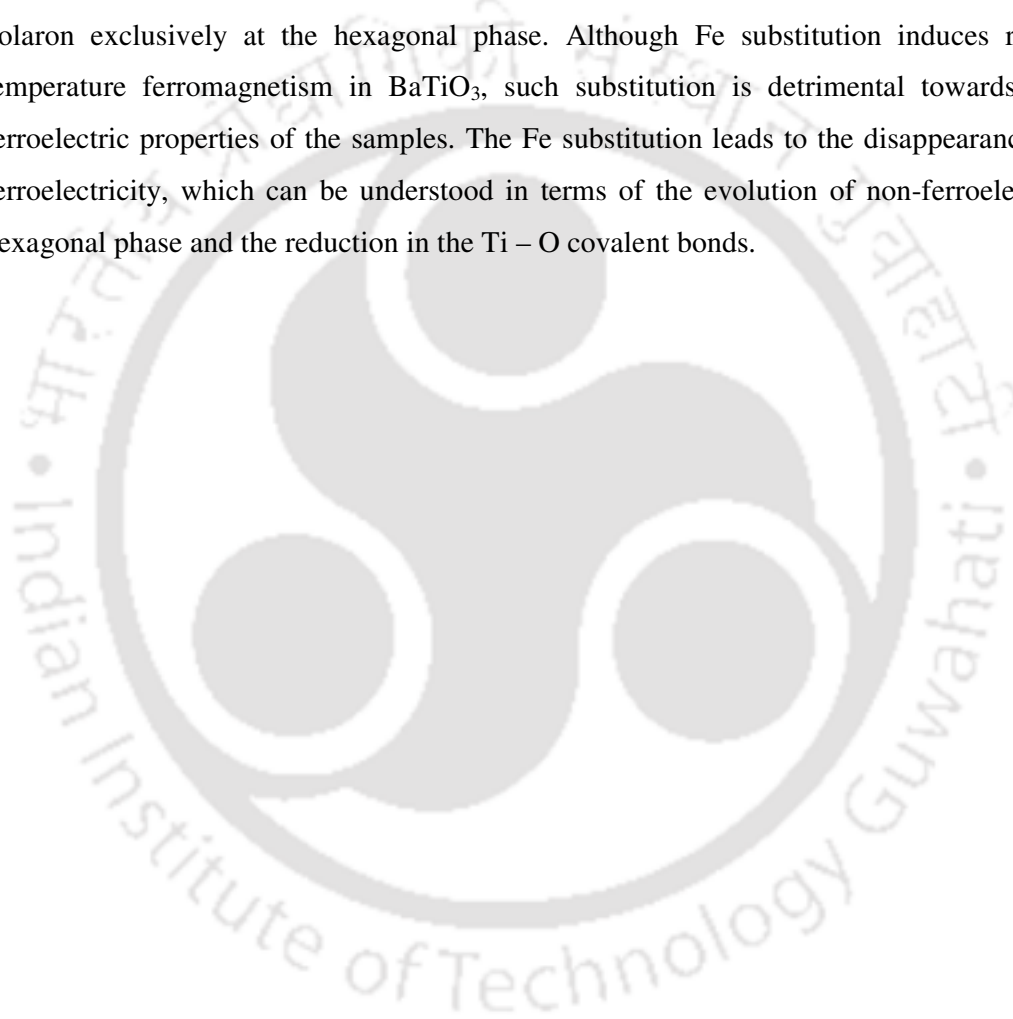 olaron exclusively at the hexagonal phase. Although Fe substitution induces r
emperature ferromagnetism in BaTiO₃, such substitution is detrimental towards
erroelectric properties of the samples. The Fe substitution leads to the disappearanc
erroelectricity, which can be understood in terms of the evolution of non-ferroele
exagonal phase and the reduction in the Ti – O covalent bonds.
Indian Institute of Technology Guwahati